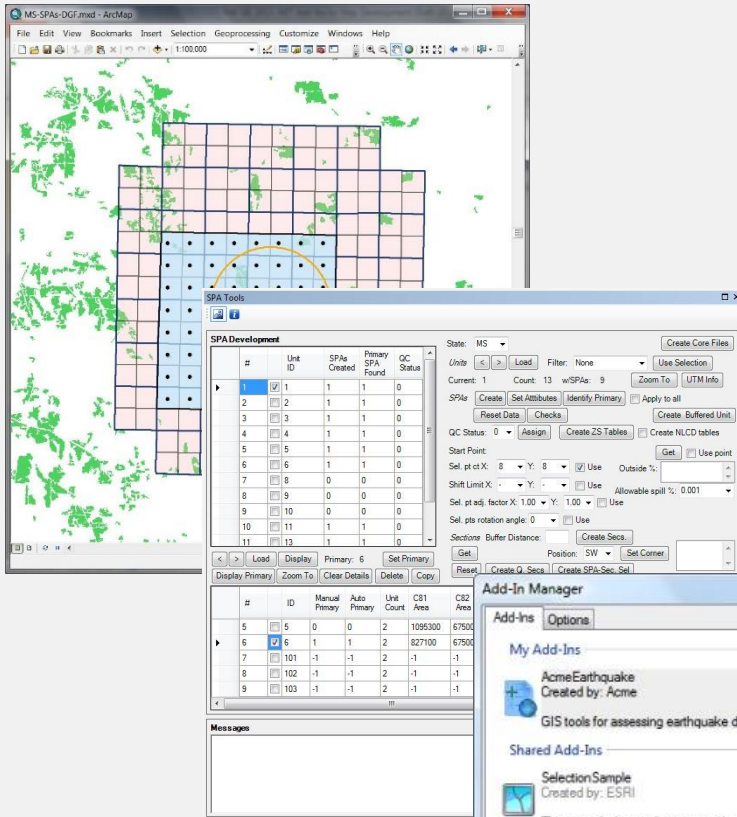 MS-SPAs-DGF.mxd - ArcMap
File Edit View Bookmarks Insert Selection Geoprocessing Customize Windows Help
1:100,000
SPA Tools
SPA Development
# Unit ID SPAs Created Primary SPA Found QC Status
1 1 1 1 0
2 2 1 1 0
3 3 1 1 0
4 4 1 1 0
5 5 1 1 0
6 6 1 1 0
7 8 0 0 0
8 9 0 0 0
9 10 0 0 0
10 11 1 1 0
11 13 1 1 0
< > Load Display Primary: 6 Set Primary
Display Primary Zoom To Clear Details Delete Copy
State: MS Create Core Files
Units < > Load Filter: None Use Selection
Current: 1 Count: 13 w/SPAs: 9 Zoom To UTM Info
SPAs Create Set Attributes Identify Primary Apply to all
Reset Data Checks Create Buffered Unit
QC Status: 0 Assign Create ZS Tables Create NLCD tables
Start Point: Get Use point
Sel. pt ct X: 8 Y: 8 Use Outside %:
Shift Limit X: - Y: - Use Allowable spill %: 0.001
Sel. pt adj. factor X: 1.00 Y: 1.00 Use
Sel. pts rotation angle: 0 Use
Sections Buffer Distance: Create Secs.
Get Position: SW Set Corner
Reset Create Q. Secs Create SPA-Sec. Sel
# ID Manual Primary Auto Primary Unit Count C81 Area C82 Area
5 5 0 0 2 1095300 67500
6 6 1 1 2 827100 67500
7 101 -1 -1 2 -1 -1
8 102 -1 -1 2 -1 -1
9 103 -1 -1 2 -1 -1
Messages
Add-In Manager
Add-Ins Options
My Add-Ins
AcmeEarthquake
Created by: Acme
GIS tools for assessing earthquake d
Shared Add-Ins
SelectionSample
Created by: ESRI